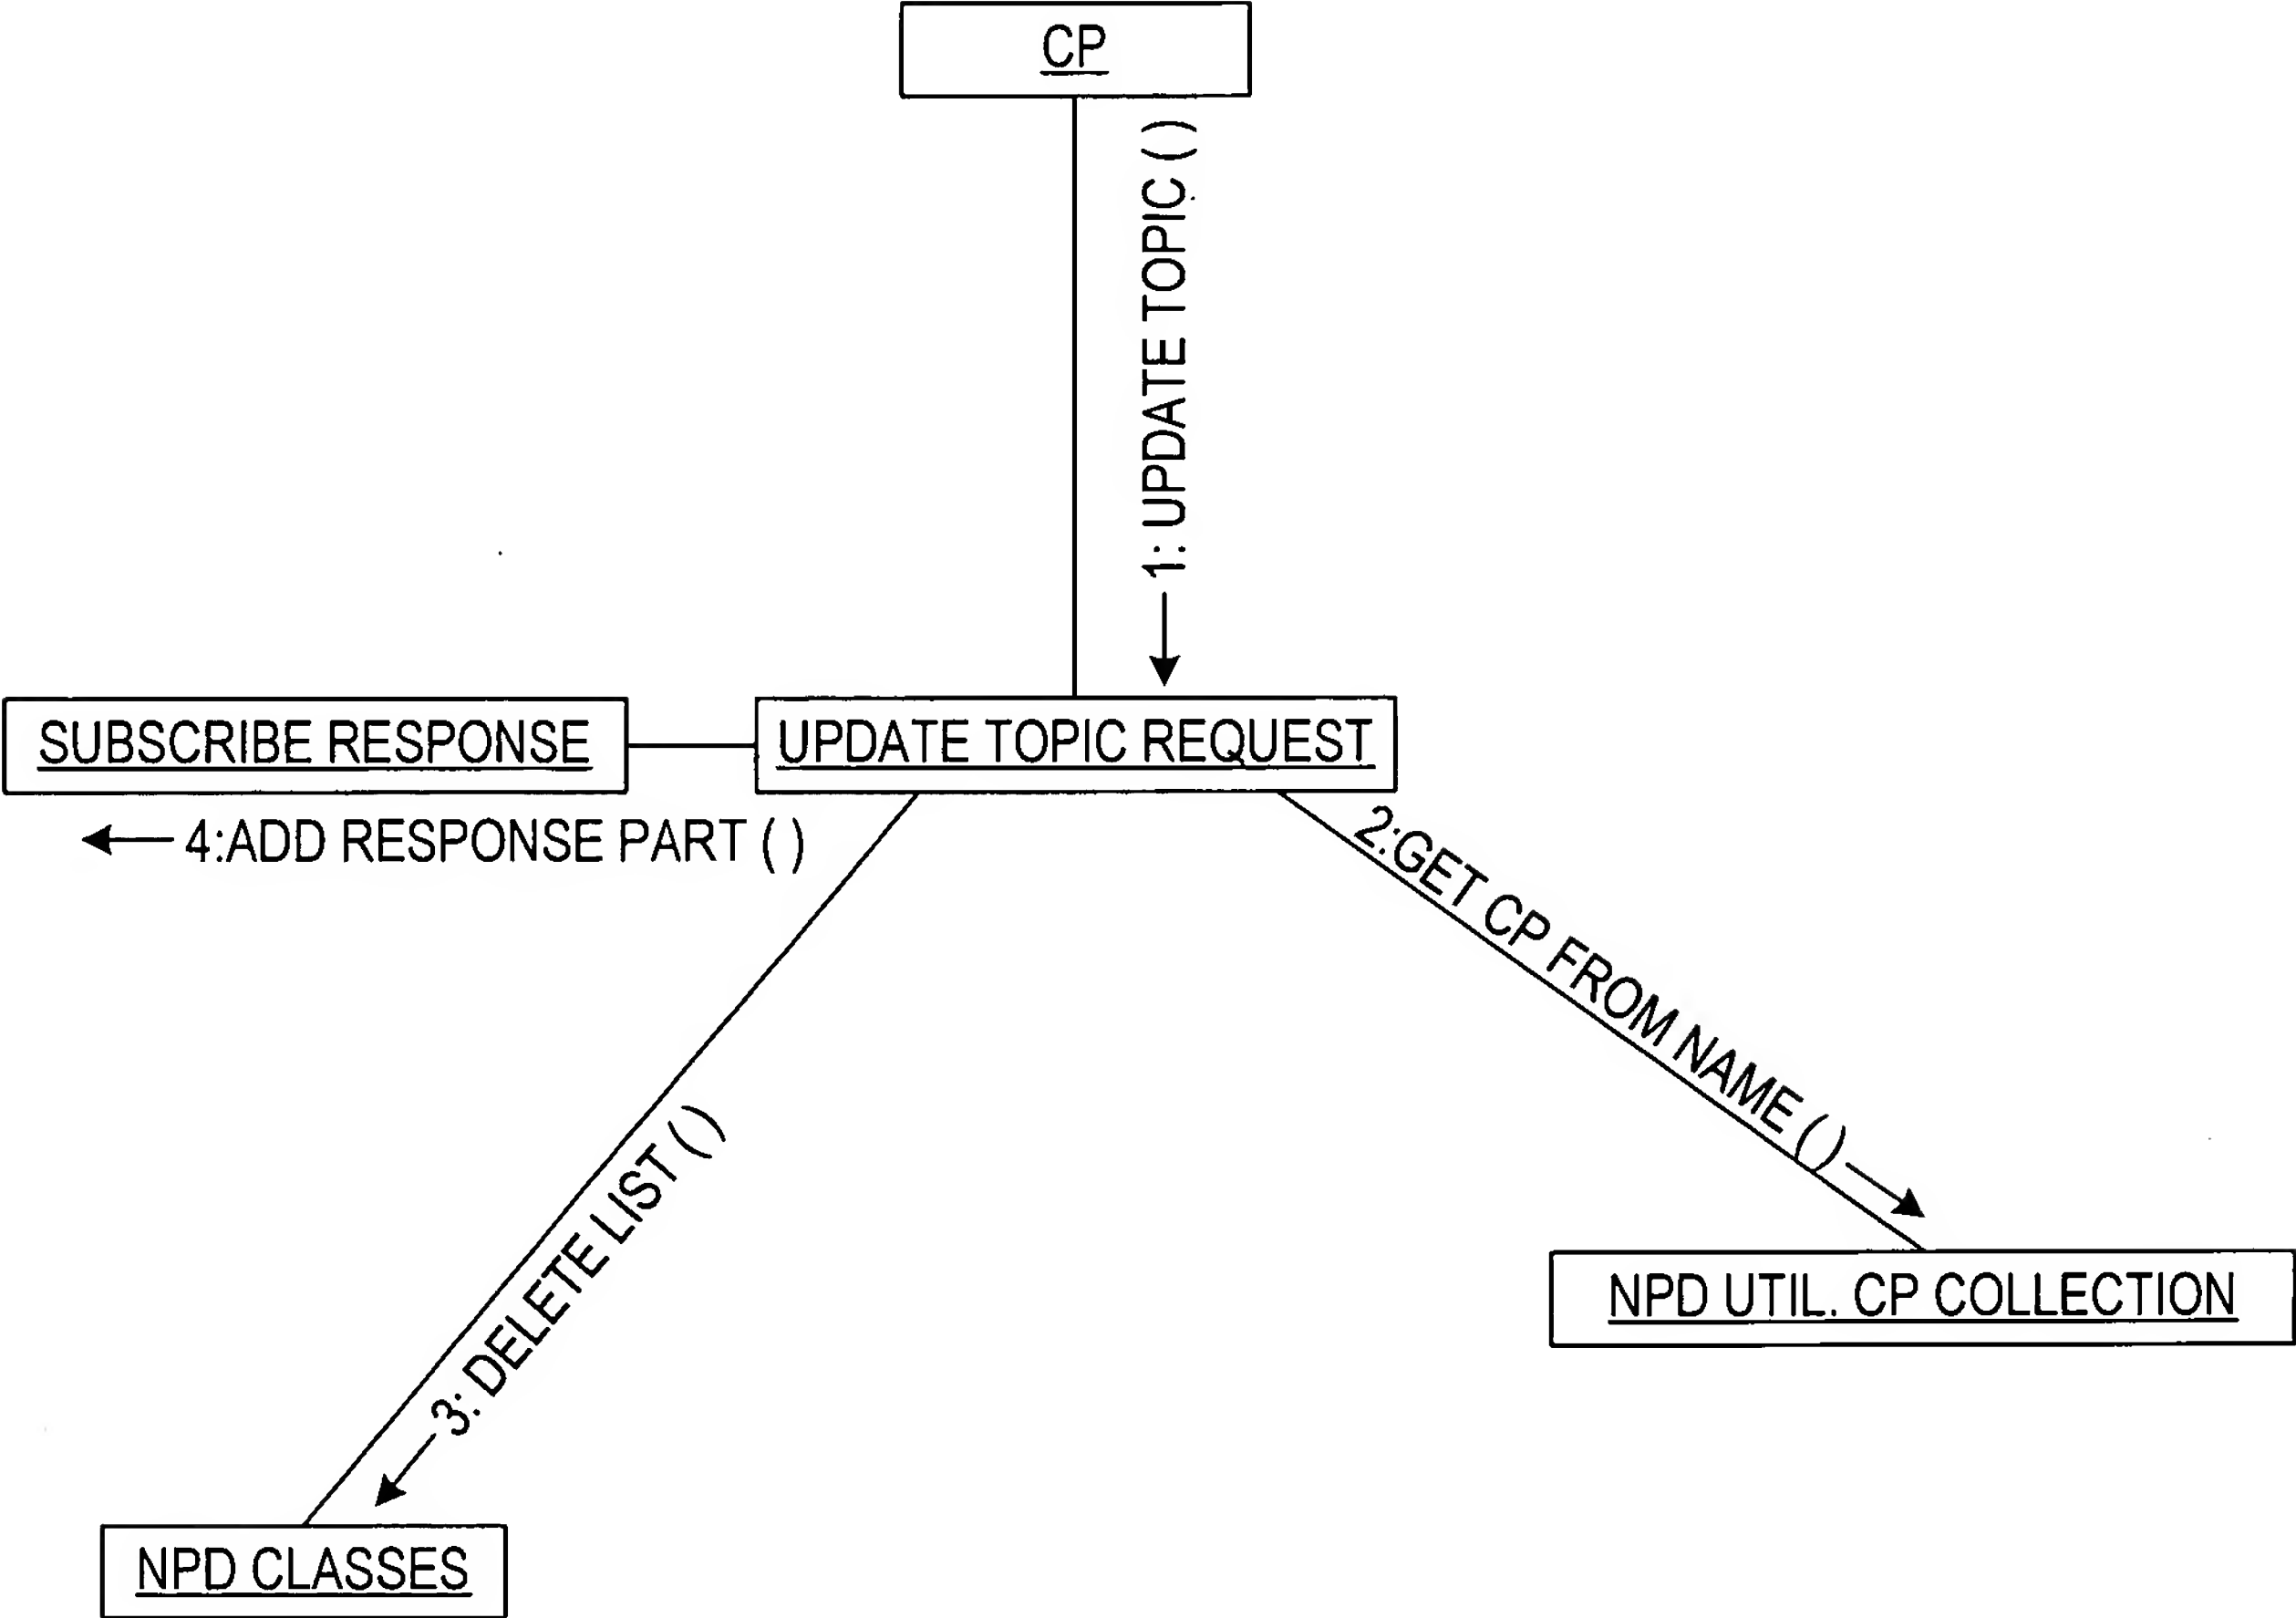 CP
1: UPDATE TOPIC ( )
SUBSCRIBE RESPONSE
UPDATE TOPIC REQUEST
4:ADD RESPONSE PART ( )
2:GET CP FROM NAME ( )
3: DELETE LIST ( )
NPD UTIL. CP COLLECTION
NPD CLASSES